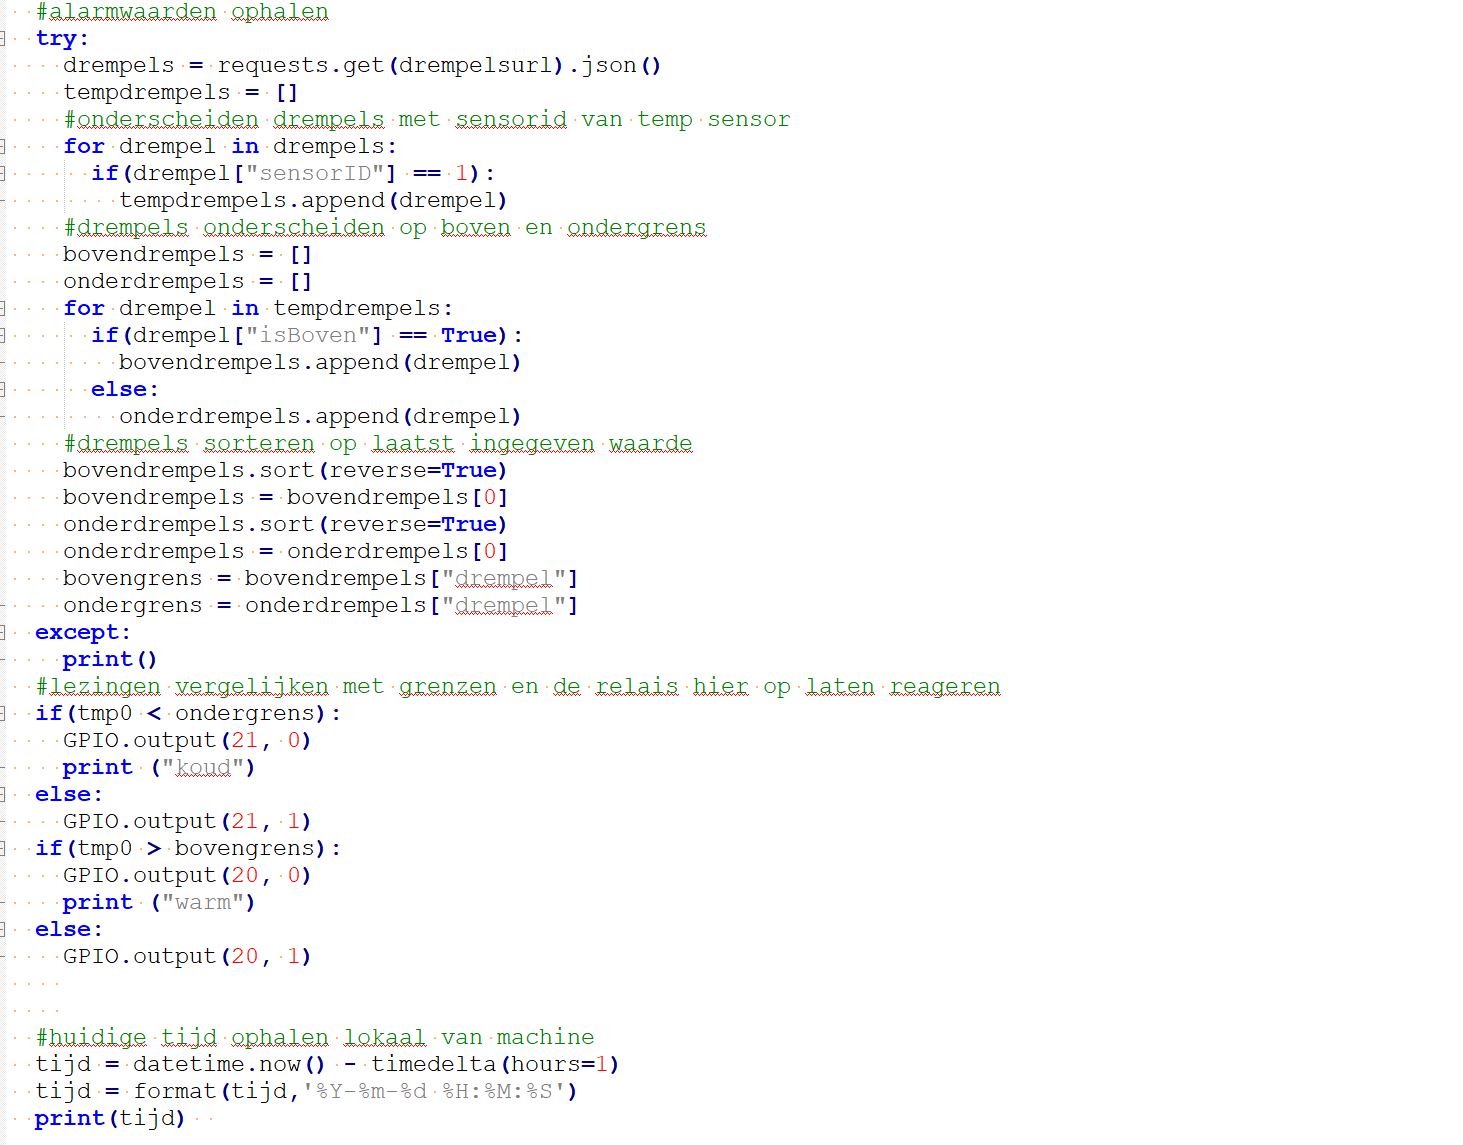 #alarmwaarden ophalen
try:
drempels = requests.get(drempelsurl).json()
tempdrempels = []
#onderscheiden drempels met sensorid van temp sensor
for drempel in drempels:
if(drempel["sensorID"] == 1):
tempdrempels.append(drempel)
#drempels onderscheiden op boven en ondergrens
bovendrempels = []
onderdrempels = []
for drempel in tempdrempels:
if(drempel["isBoven"] == True):
bovendrempels.append(drempel)
else:
onderdrempels.append(drempel)
#drempels sorteren op laatst ingegeven waarde
bovendrempels.sort(reverse=True)
bovendrempels = bovendrempels[0]
onderdrempels.sort(reverse=True)
onderdrempels = onderdrempels[0]
bovengrens = bovendrempels["drempel"]
ondergrens = onderdrempels["drempel"]
except:
print()
#lezingen vergelijken met grenzen en de relais hier op laten reageren
if(tmp0 < ondergrens):
GPIO.output(21, 0)
print ("koud")
else:
GPIO.output(21, 1)
if(tmp0 > bovengrens):
GPIO.output(20, 0)
print ("warm")
else:
GPIO.output(20, 1)
#huidige tijd ophalen lokaal van machine
tijd = datetime.now() - timedelta(hours=1)
tijd = format(tijd,'%Y-%m-%d %H:%M:%S')
print(tijd)